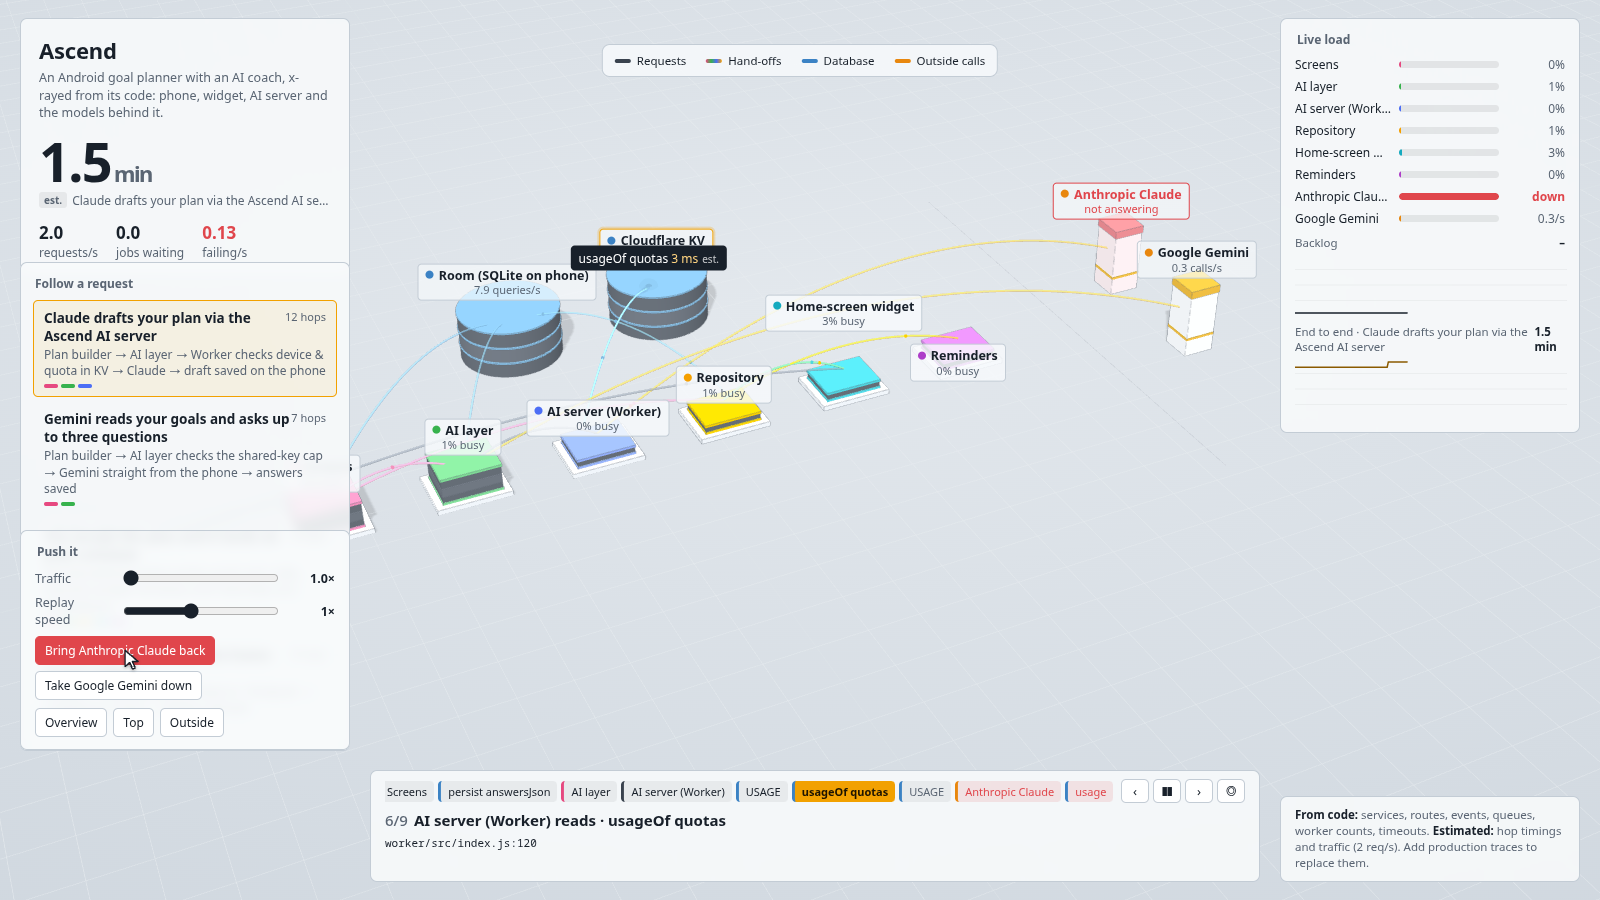 Ascend
An Android goal planner with an AI coach, x-
rayed from its code: phone, widget, AI server and
the models behind it.
1.5 min
est. Claude drafts your plan via the Ascend AI se...
2.0 0.0 0.13
requests/s jobs waiting failing/s
Follow a request
Claude drafts your plan via the 12 hops
Ascend AI server
Plan builder → AI layer → Worker checks device &
quota in KV → Claude → draft saved on the phone
Gemini reads your goals and asks up 7 hops
to three questions
Plan builder → AI layer checks the shared-key cap
→ Gemini straight from the phone → answers
saved
Push it
Traffic 1.0×
Replay
speed 1×
Bring Anthropic Claude back
Take Google Gemini down
Overview Top Outside
Requests Hand-offs Database Outside calls
Anthropic Claude
not answering
Cloudflare KV
usageOf quotas 3 ms est.
Google Gemini
0.3 calls/s
Room (SQLite on phone)
7.9 queries/s
Home-screen widget
3% busy
Reminders
0% busy
Repository
1% busy
AI server (Worker)
0% busy
AI layer
1% busy
s
Live load
Screens 0%
AI layer 1%
AI server (Work... 0%
Repository 1%
Home-screen ... 3%
Reminders 0%
Anthropic Clau... down
Google Gemini 0.3/s
Backlog –
End to end · Claude drafts your plan via the 1.5
Ascend AI server min
Screens persist answersJson AI layer AI server (Worker) USAGE usageOf quotas USAGE Anthropic Claude usage
6/9 AI server (Worker) reads · usageOf quotas
worker/src/index.js:120
From code: services, routes, events, queues,
worker counts, timeouts. Estimated: hop timings
and traffic (2 req/s). Add production traces to
replace them.